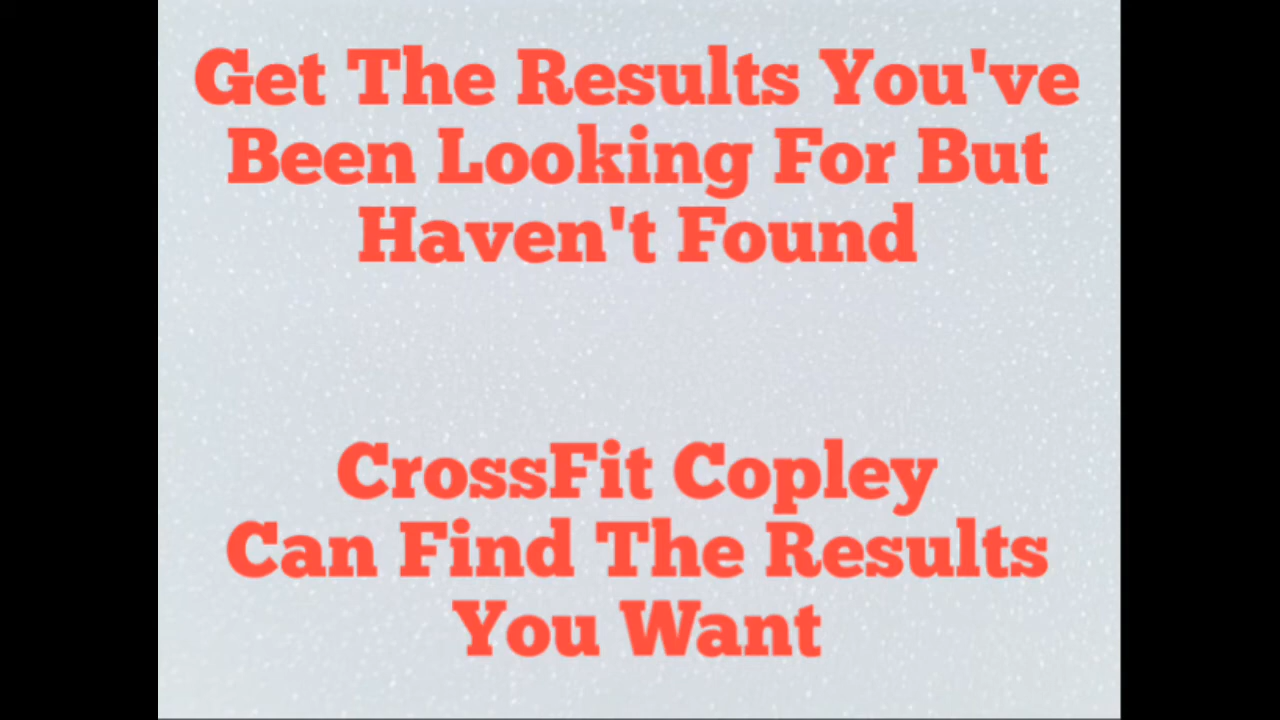 Get The Results You've
Been Looking For But
Haven't Found
CrossFit Copley
Can Find The Results
You Want